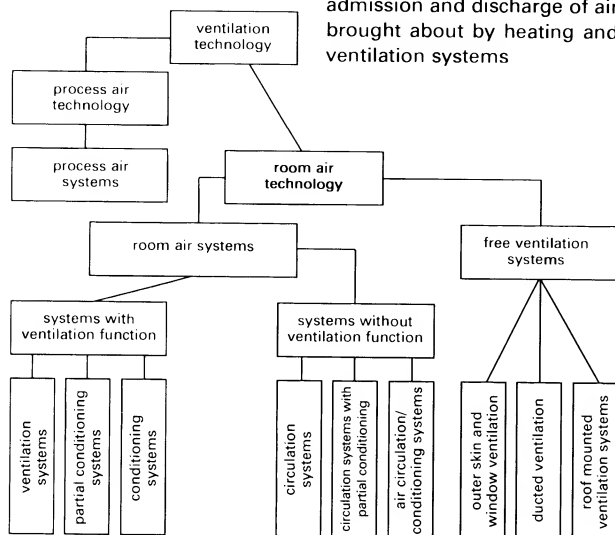 admission and discharge of air
brought about by heating and
ventilation systems
ventilation
technology
process air
technology
process air
systems
room air
technology
room air systems
free ventilation
systems
systems with
ventilation function
systems without
ventilation function
ventilation
systems
partial conditioning
systems
conditioning
systems
circulation
systems
circulation systems with
partial conditioning
air circulation/
conditioning systems
outer skin and
window ventilation
ducted ventilation
roof mounted
ventilation systems